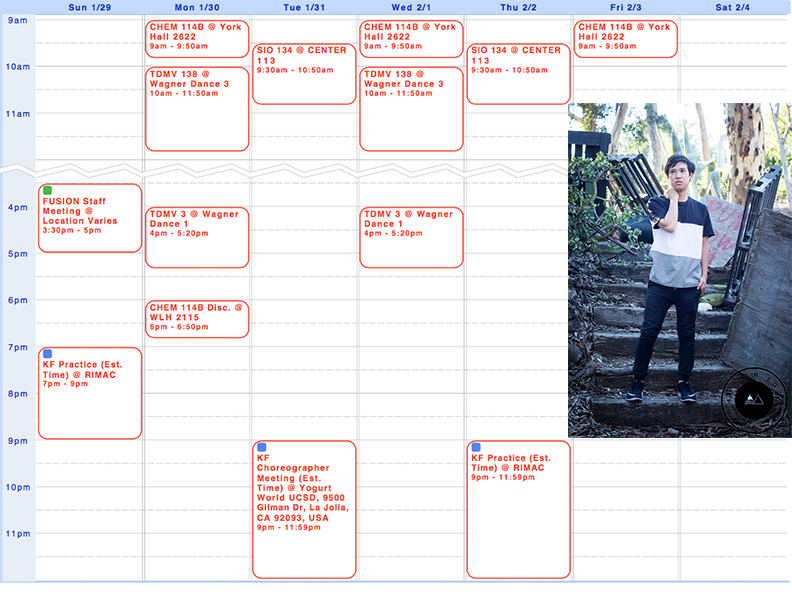 Sun 1/29
Mon 1/30
Tue 1/31
Wed 2/1
Thu 2/2
Fri 2/3
Sat 2/4
9am
10am
11am
4pm
5pm
6pm
7pm
8pm
9pm
10pm
11pm
FUSION Staff
Meeting @
Location Varies
3:30pm - 5pm
KF Practice (Est.
Time) @ RIMAC
7pm - 9pm
CHEM 114B @ York
Hall 2622
9am - 9:50am
TDMV 138 @
Wagner Dance 3
10am - 11:50am
TDMV 3 @ Wagner
Dance 1
4pm - 5:20pm
CHEM 114B Disc. @
WLH 2115
6pm - 6:50pm
SIO 134 @ CENTER
113
9:30am - 10:50am
KF
Choreographer
Meeting (Est.
Time) @ Yogurt
World UCSD, 9500
Gilman Dr, La Jolla,
CA 92093, USA
9pm - 11:59pm
CHEM 114B @ York
Hall 2622
9am - 9:50am
TDMV 138 @
Wagner Dance 3
10am - 11:50am
TDMV 3 @ Wagner
Dance 1
4pm - 5:20pm
SIO 134 @ CENTER
113
9:30am - 10:50am
KF Practice (Est.
Time) @ RIMAC
9pm - 11:59pm
CHEM 114B @ York
Hall 2622
9am - 9:50am